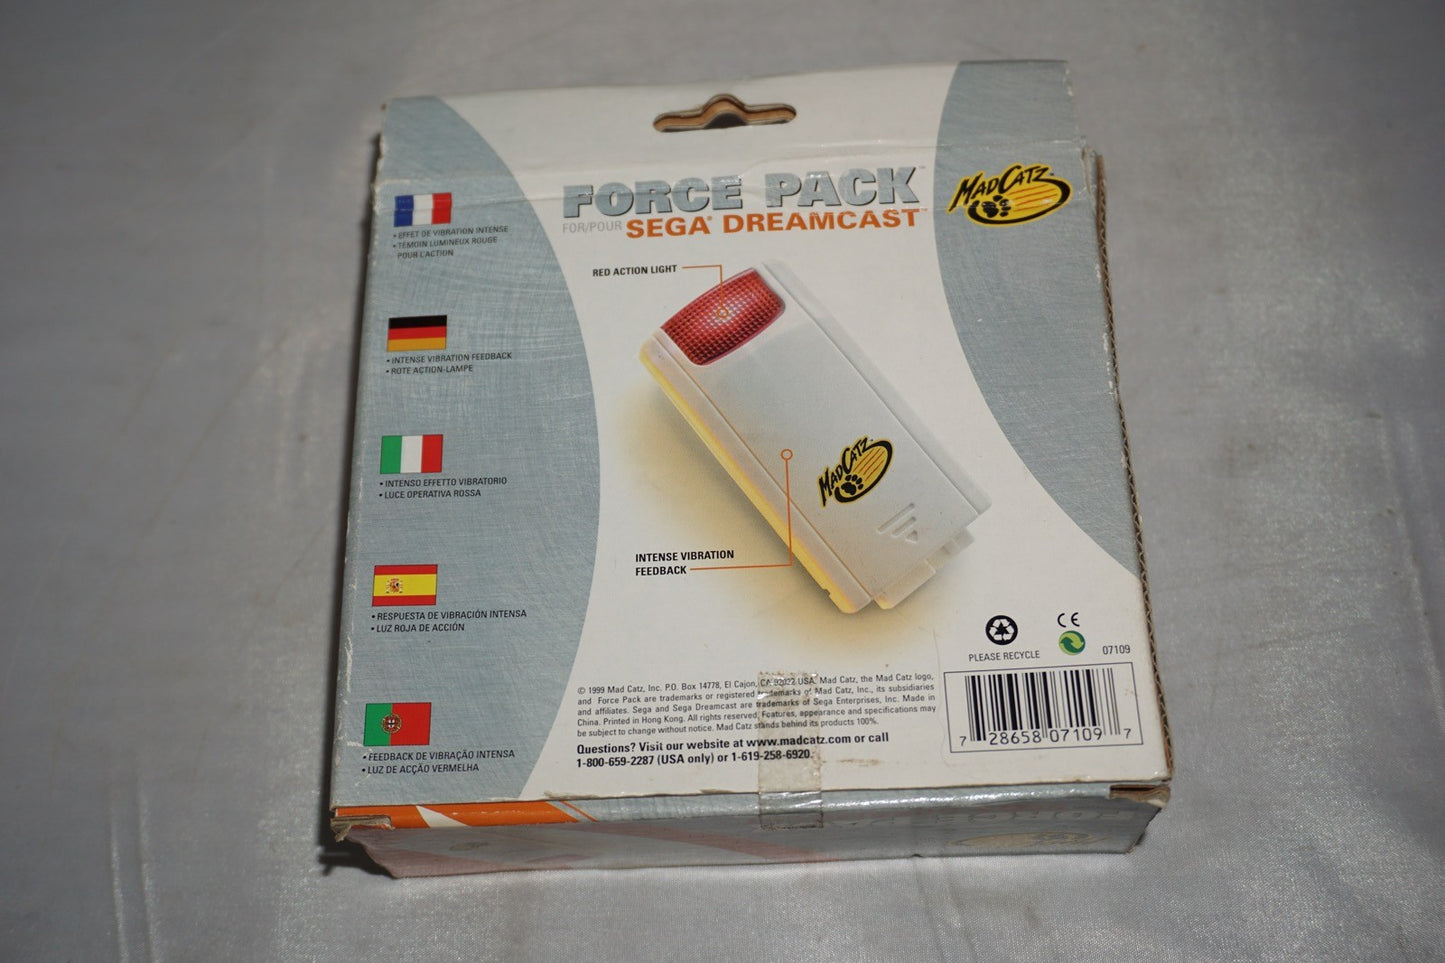 FORCE PACK™
FOR/POUR SEGA® DREAMCAST™
MAD CATZ
• EFFET DE VIBRATION INTENSE
• TÉMOIN LUMINEUX ROUGE
POUR L'ACTION
• INTENSE VIBRATION FEEDBACK
• ROTE ACTION-LAMPE
• INTENSO EFFETTO VIBRATORIO
• LUCE OPERATIVA ROSSA
• RESPUESTA DE VIBRACIÓN INTENSA
• LUZ ROJA DE ACCIÓN
• FEEDBACK DE VIBRAÇÃO INTENSA
• LUZ DE ACÇÃO VERMELHA
RED ACTION LIGHT
MAD CATZ
INTENSE VIBRATION
FEEDBACK
PLEASE RECYCLE
CE
07109
© 1999 Mad Catz, Inc. P.O. Box 14778, El Cajon, CA 92022 USA. Mad Catz, the Mad Catz logo,
and Force Pack are trademarks or registered trademarks of Mad Catz, Inc., its subsidiaries
and affiliates. Sega and Sega Dreamcast are trademarks of Sega Enterprises, Inc. Made in
China. Printed in Hong Kong. All rights reserved. Features, appearance and specifications may
be subject to change without notice. Mad Catz stands behind its products 100%.
Questions? Visit our website at www.madcatz.com or call
1-800-659-2287 (USA only) or 1-619-258-6920.
7 28658 07109 7